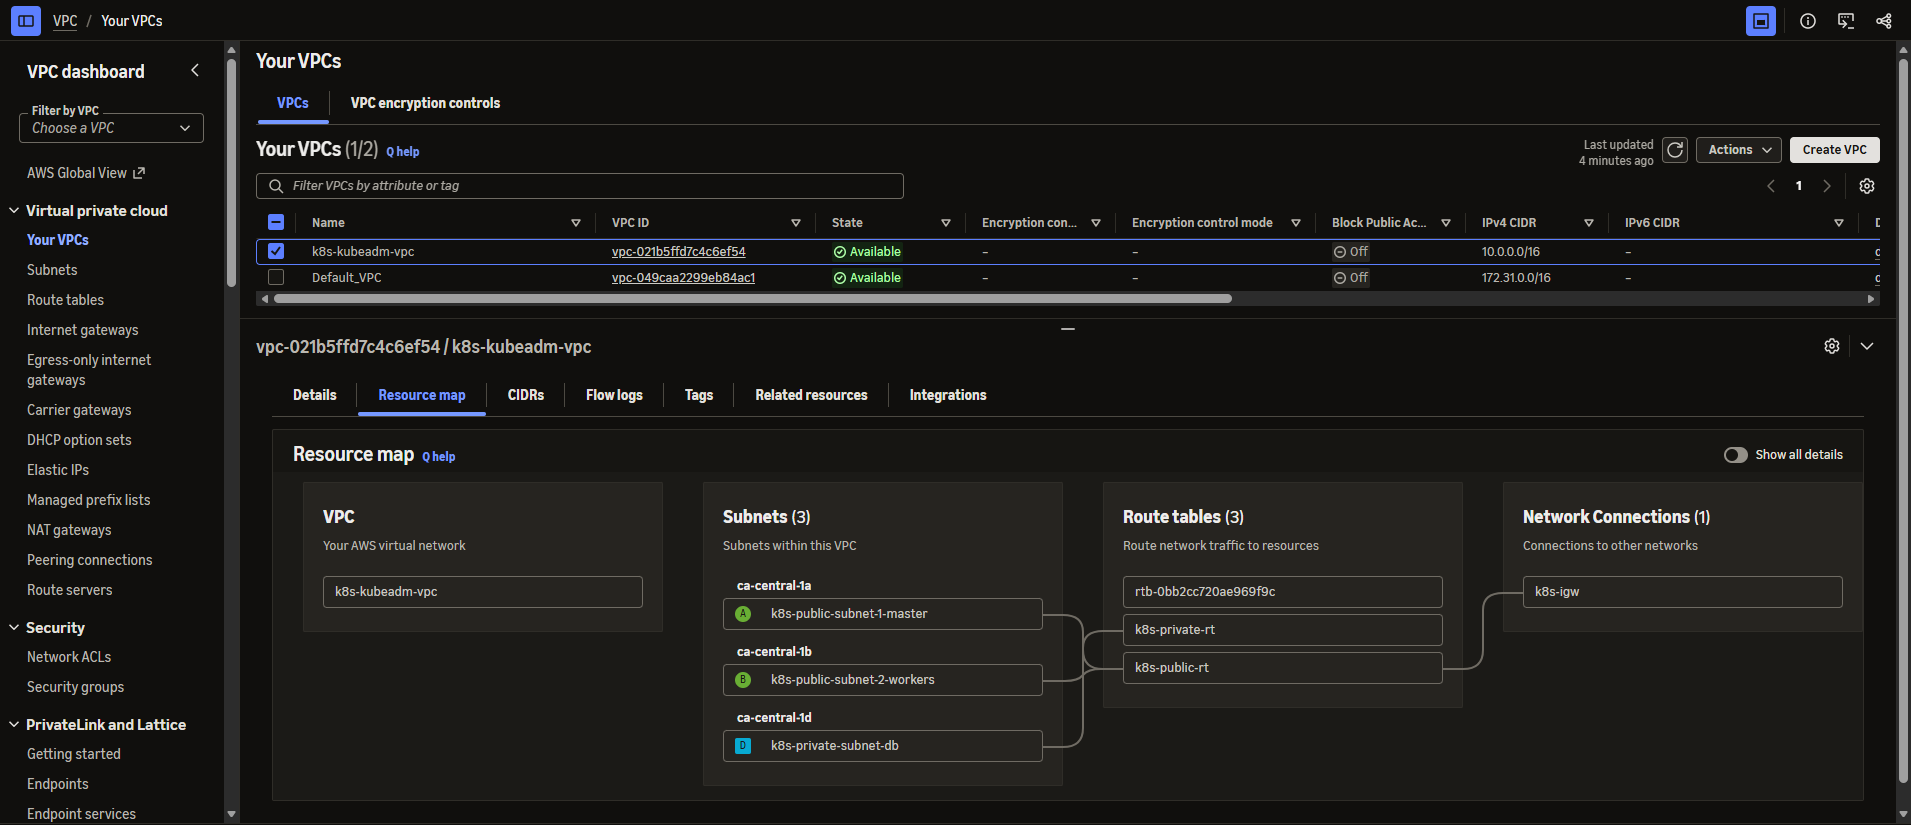 VPC / Your VPCs
VPC dashboard
Filter by VPC
Choose a VPC
AWS Global View
Virtual private cloud
Your VPCs
Subnets
Route tables
Internet gateways
Egress-only internet
gateways
Carrier gateways
DHCP option sets
Elastic IPs
Managed prefix lists
NAT gateways
Peering connections
Route servers
Security
Network ACLs
Security groups
PrivateLink and Lattice
Getting started
Endpoints
Endpoint services
Your VPCs
VPCs VPC encryption controls
Your VPCs (1/2) Q help
Last updated
4 minutes ago
Actions
Create VPC
Filter VPCs by attribute or tag
1
Name VPC ID State Encryption con... Encryption control mode Block Public Ac... IPv4 CIDR IPv6 CIDR
k8s-kubeadm-vpc vpc-021b5ffd7c4c6ef54 Available – – Off 10.0.0.0/16 –
Default_VPC vpc-049caa2299eb84ac1 Available – – Off 172.31.0.0/16 –
vpc-021b5ffd7c4c6ef54 / k8s-kubeadm-vpc
Details Resource map CIDRs Flow logs Tags Related resources Integrations
Resource map Q help
Show all details
VPC
Your AWS virtual network
k8s-kubeadm-vpc
Subnets (3)
Subnets within this VPC
ca-central-1a
A k8s-public-subnet-1-master
ca-central-1b
B k8s-public-subnet-2-workers
ca-central-1d
D k8s-private-subnet-db
Route tables (3)
Route network traffic to resources
rtb-0bb2cc720ae969f9c
k8s-private-rt
k8s-public-rt
Network Connections (1)
Connections to other networks
k8s-igw